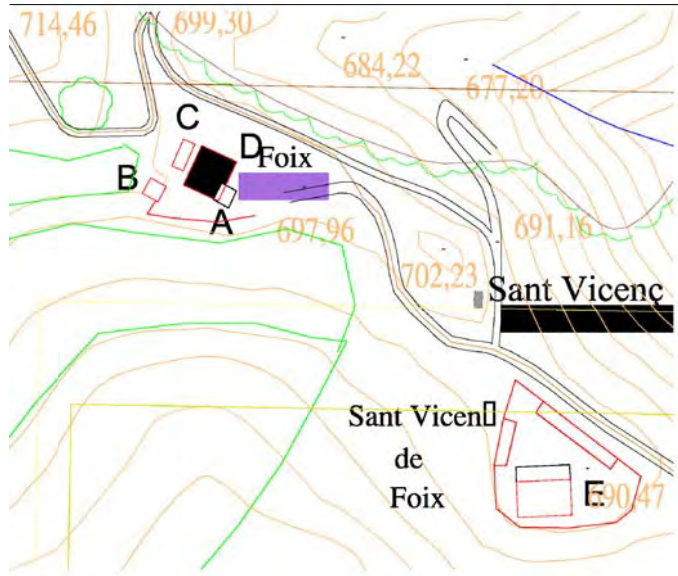 714,46
699,30
684,22
677,20
C
D
Foix
B
A
697,96
691,16
702,23
Sant Vicenç
Sant Vicen▯
de
Foix
E
690,47